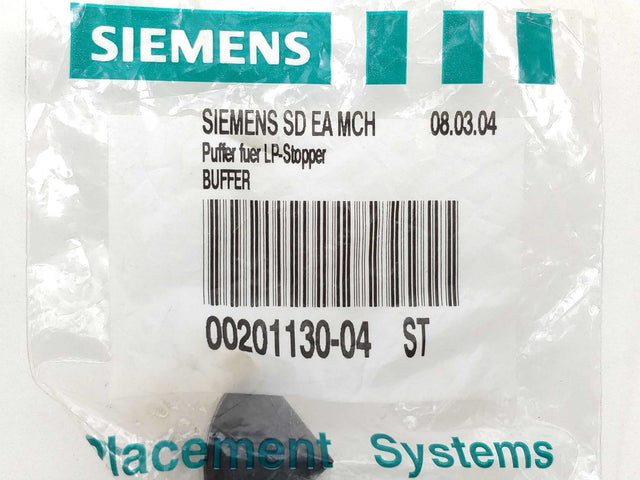 SIEMENS
SIEMENS SD EA MCH 08.03.04
Puffer fuer LP-Stopper
BUFFER
00201130-04 ST
placement Systems